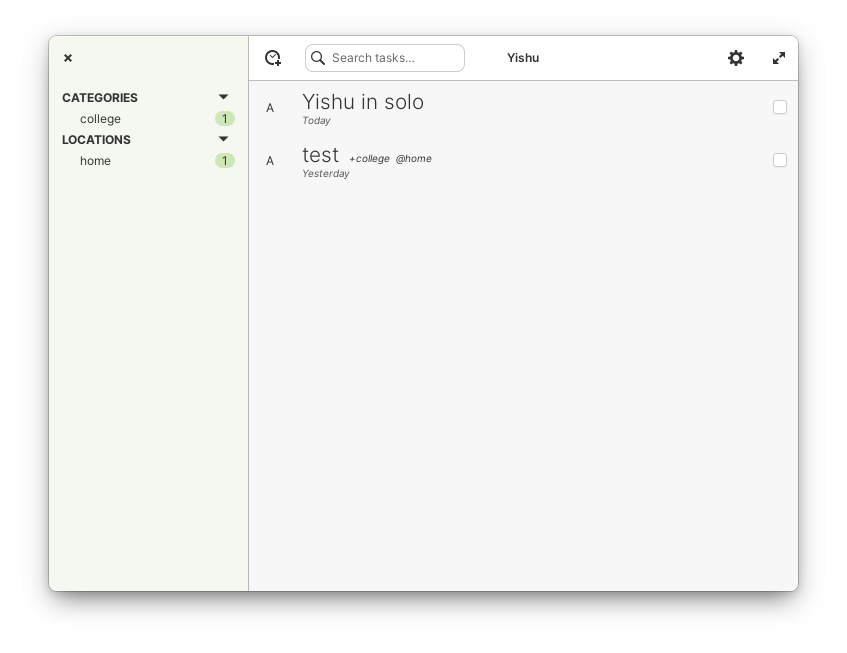 Search tasks...
Yishu
CATEGORIES
college 1
LOCATIONS
home 1
A Yishu in solo
Today
A test +college @home
Yesterday